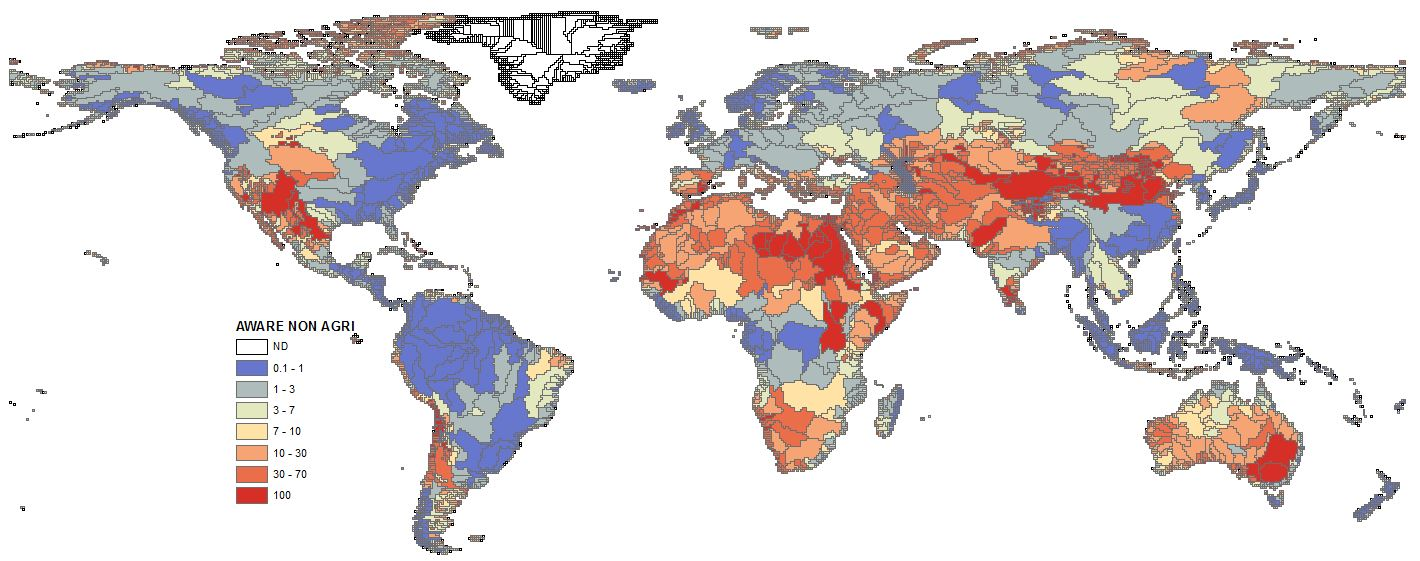 AWARE NON AGRI
ND
0.1 - 1
1 - 3
3 - 7
7 - 10
10 - 30
30 - 70
100